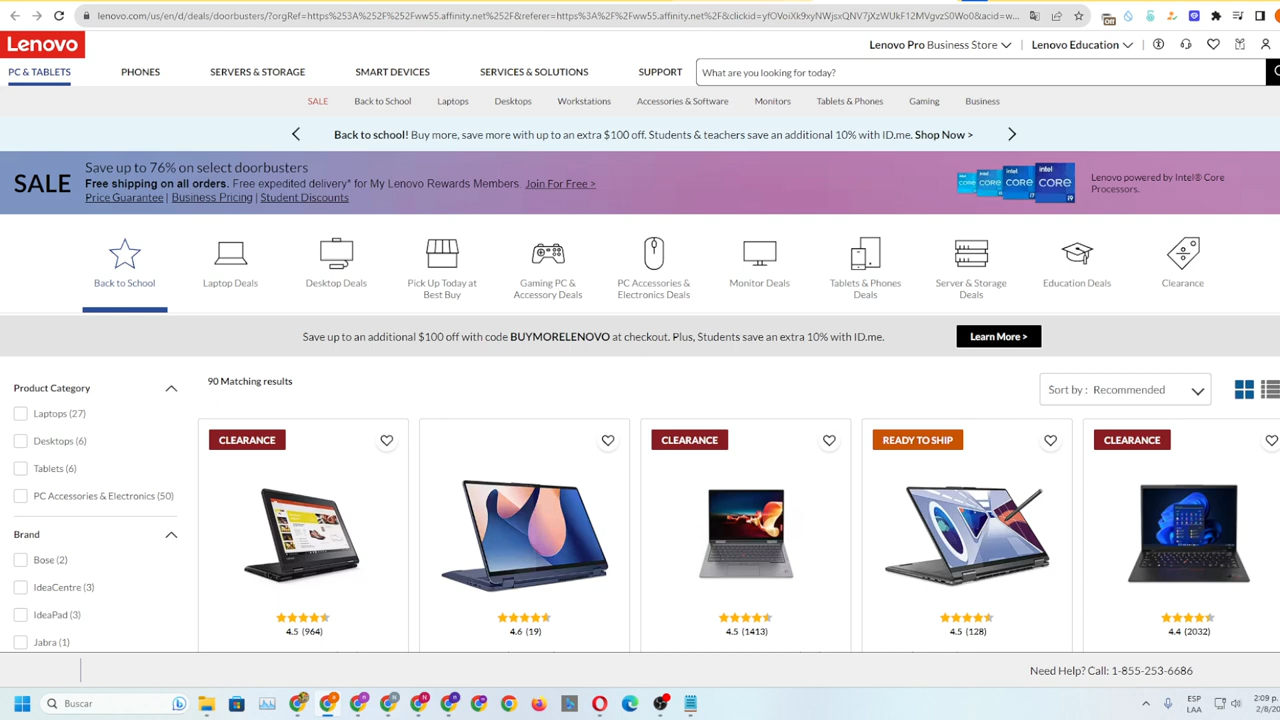 lenovo.com/us/en/d/deals/doorbusters/?orgRef=https%253A%252F%252Fww55.affinity.net%252F&referer=https%3A%2F%2Fww55.affinity.net%2F&clickid=yfOVoiXk9xyNWjsxQNV7jXzWUkF12MVgvzS0Wo0&acid=w...
Off
Lenovo
Lenovo Pro Business Store
Lenovo Education
PC & TABLETS
PHONES
SERVERS & STORAGE
SMART DEVICES
SERVICES & SOLUTIONS
SUPPORT
What are you looking for today?
SALE
Back to School
Laptops
Desktops
Workstations
Accessories & Software
Monitors
Tablets & Phones
Gaming
Business
Back to school! Buy more, save more with up to an extra $100 off. Students & teachers save an additional 10% with ID.me. Shop Now >
SALE
Save up to 76% on select doorbusters
Free shipping on all orders. Free expedited delivery* for My Lenovo Rewards Members. Join For Free >
Price Guarantee | Business Pricing | Student Discounts
intel
CORE
intel
CORE
intel
CORE
intel
CORE
i9
Lenovo powered by Intel® Core
Processors.
Back to School
Laptop Deals
Desktop Deals
Pick Up Today at
Best Buy
Gaming PC &
Accessory Deals
PC Accessories &
Electronics Deals
Monitor Deals
Tablets & Phones
Deals
Server & Storage
Deals
Education Deals
Clearance
Save up to an additional $100 off with code BUYMORELENOVO at checkout. Plus, Students save an extra 10% with ID.me.
Learn More >
Product Category
90 Matching results
Sort by : Recommended
Laptops (27)
Desktops (6)
Tablets (6)
PC Accessories & Electronics (50)
Brand
Bose (2)
IdeaCentre (3)
IdeaPad (3)
Jabra (1)
CLEARANCE
4.5 (964)
4.6 (19)
CLEARANCE
4.5 (1413)
READY TO SHIP
4.5 (128)
CLEARANCE
4.4 (2032)
Need Help? Call: 1-855-253-6686
Buscar
ESP
LAA
2:09 p.
2/8/20